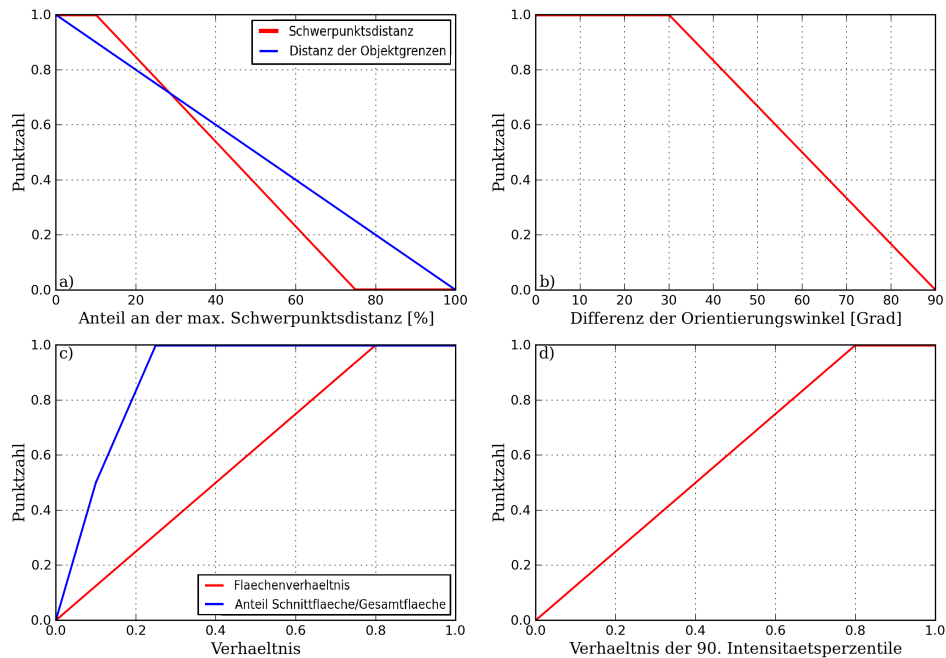 1.0
0.8
0.6
0.4
0.2
0.0
Punktzahl
Schwerpunktsdistanz
Distanz der Objektgrenzen
a)
0 20 40 60 80 100
Anteil an der max. Schwerpunktsdistanz [%]
1.0
0.8
0.6
0.4
0.2
0.0
Punktzahl
b)
0 10 20 30 40 50 60 70 80 90
Differenz der Orientierungswinkel [Grad]
1.0
0.8
0.6
0.4
0.2
0.0
Punktzahl
c)
Flaechenverhaeltnis
Anteil Schnittflaeche/Gesamtflaeche
0.0 0.2 0.4 0.6 0.8 1.0
Verhaeltnis
1.0
0.8
0.6
0.4
0.2
0.0
Punktzahl
d)
0.0 0.2 0.4 0.6 0.8 1.0
Verhaeltnis der 90. Intensitaetsperzentile